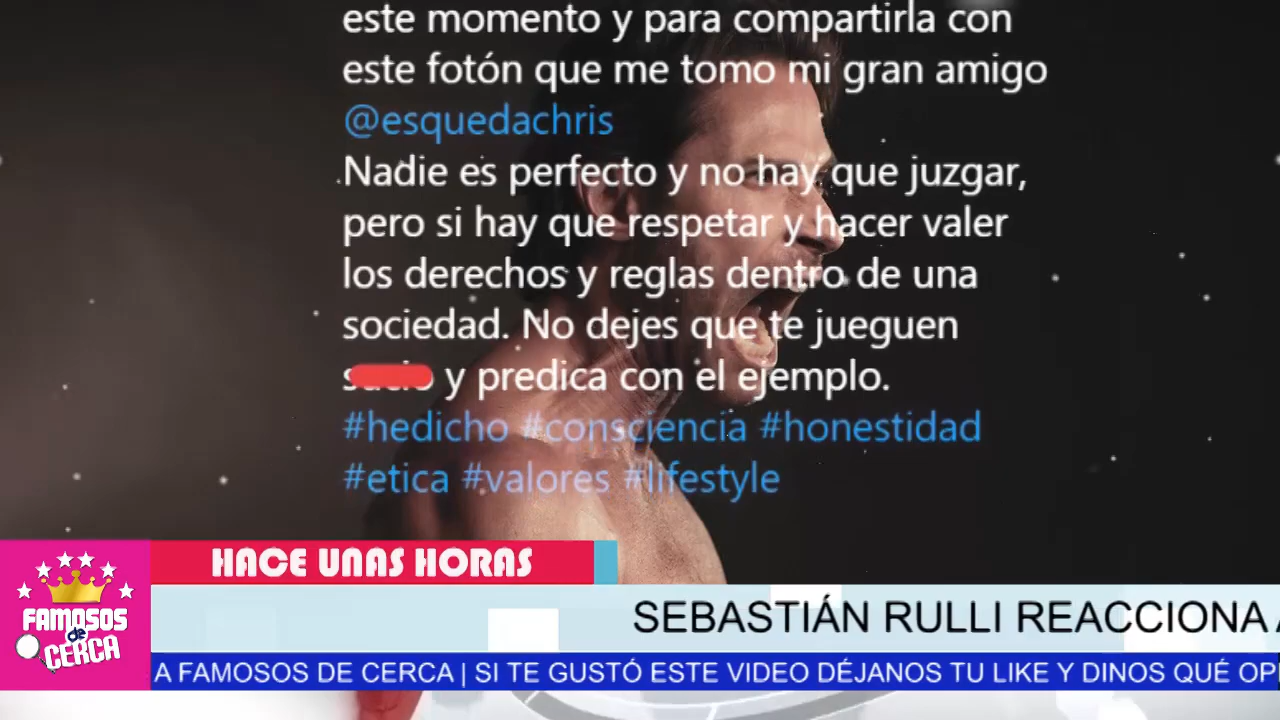 este momento y para compartirla con
este fotón que me tomo mi gran amigo
@esquedachris
Nadie es perfecto y no hay que juzgar,
pero si hay que respetar y hacer valer
los derechos y reglas dentro de una
sociedad. No dejes que te jueguen
y predica con el ejemplo.
#hedicho #consciencia #honestidad
#etica #valores #lifestyle
HACE UNAS HORAS
FAMOSOS
de
CERCA
SEBASTIÁN RULLI REACCIONA
A FAMOSOS DE CERCA | SI TE GUSTÓ ESTE VIDEO DÉJANOS TU LIKE Y DINOS QUÉ